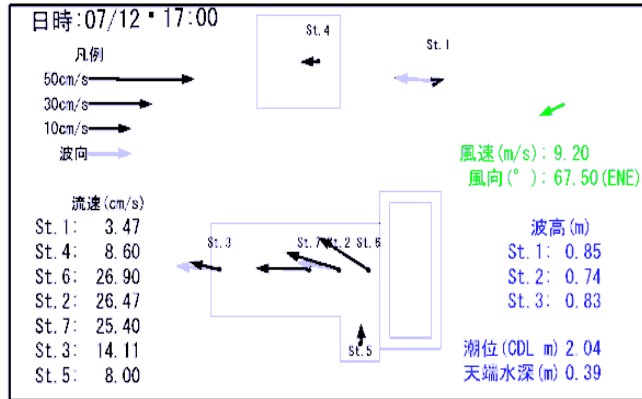 日時:07/12 ・ 17:00
凡例
50cm/s
30cm/s
10cm/s
波向
St.4
St.1
風速(m/s): 9.20
風向(°): 67.50(ENE)
流速(cm/s)
St.1: 3.47
St.4: 8.60
St.6: 26.90
St.2: 26.47
St.7: 25.40
St.3: 14.11
St.5: 8.00
St.3
St.7
St.2
St.6
St.5
波高(m)
St.1: 0.85
St.2: 0.74
St.3: 0.83
潮位(CDL m) 2.04
天端水深(m) 0.39